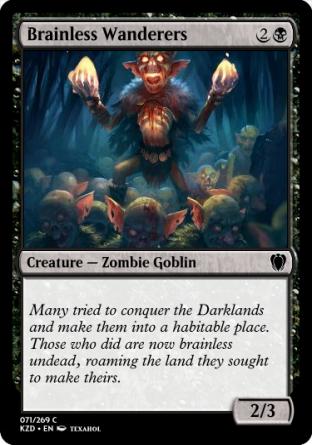 Brainless Wanderers 2
Creature — Zombie Goblin
Many tried to conquer the Darklands
and make them into a habitable place.
Those who did are now brainless
undead, roaming the land they sought
to make theirs.
071/269 C
KZD • EN TEXAHOL
2/3